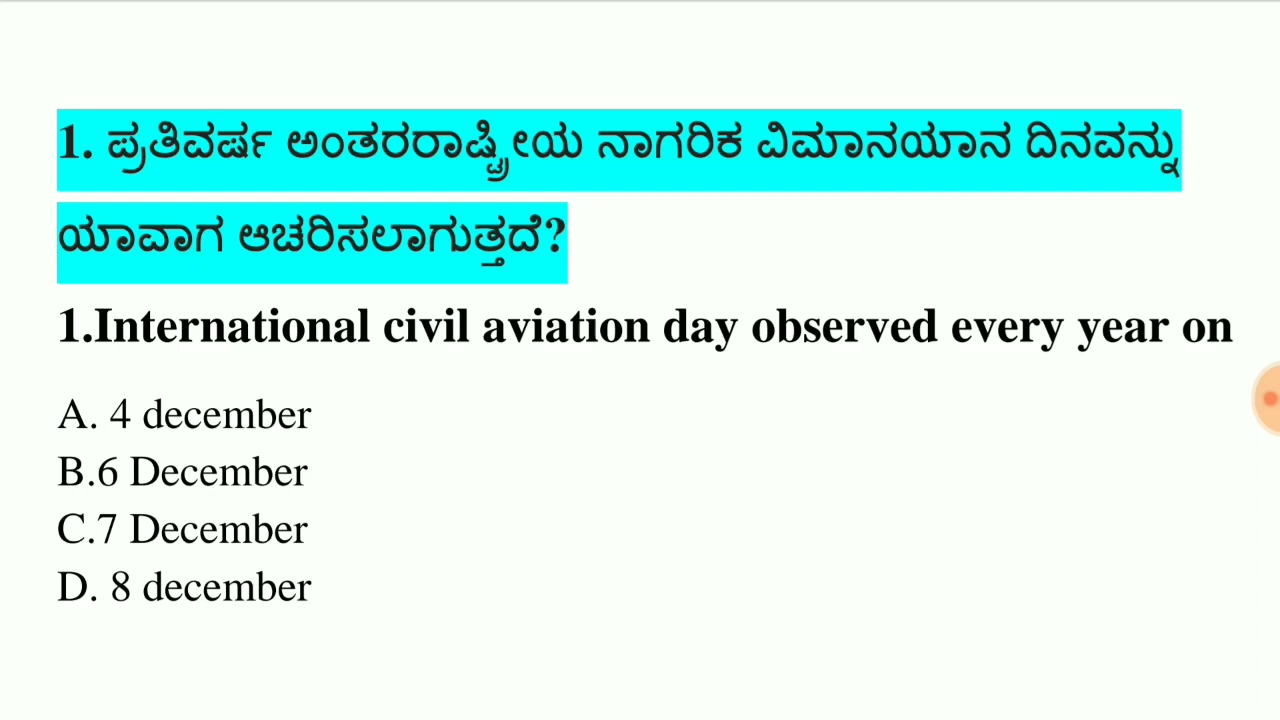 1. ಪ್ರತಿವರ್ಷ ಅಂತರರಾಷ್ಟ್ರೀಯ ನಾಗರಿಕ ವಿಮಾನಯಾನ ದಿನವನ್ನು
ಯಾವಾಗ ಆಚರಿಸಲಾಗುತ್ತದೆ?
1.International civil aviation day observed every year on
A. 4 december
B.6 December
C.7 December
D. 8 december